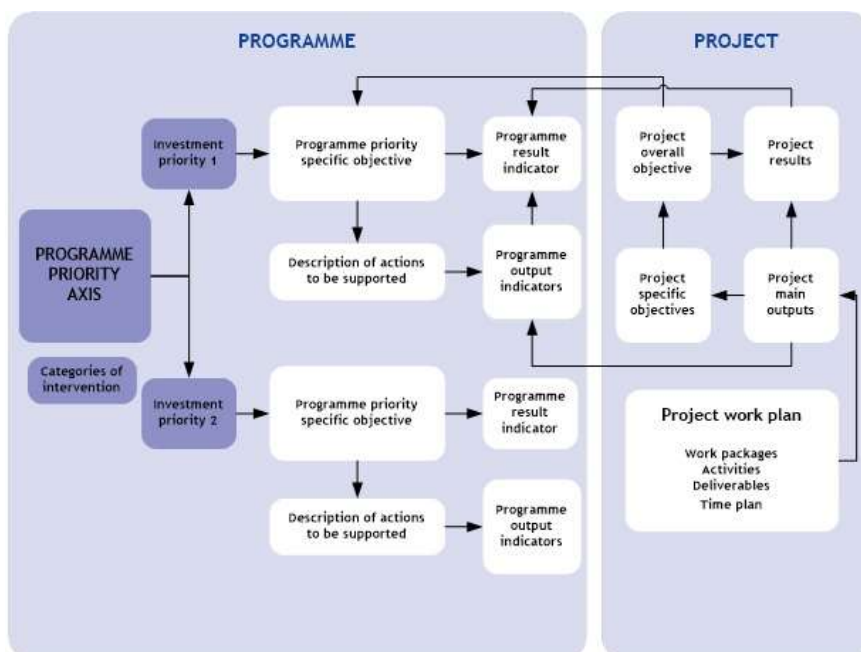 PROGRAMME
PROJECT
Investment
priority 1
Programme priority
specific objective
Programme
result
indicator
Project
overall
objective
Project
results
PROGRAMME
PRIORITY
AXIS
Description of actions
to be supported
Programme
output
indicators
Project
specific
objectives
Project
main
outputs
Categories of
intervention
Investment
priority 2
Programme priority
specific objective
Programme
result
indicator
Project work plan
Work packages
Activities
Deliverables
Time plan
Description of actions
to be supported
Programme
output
indicators